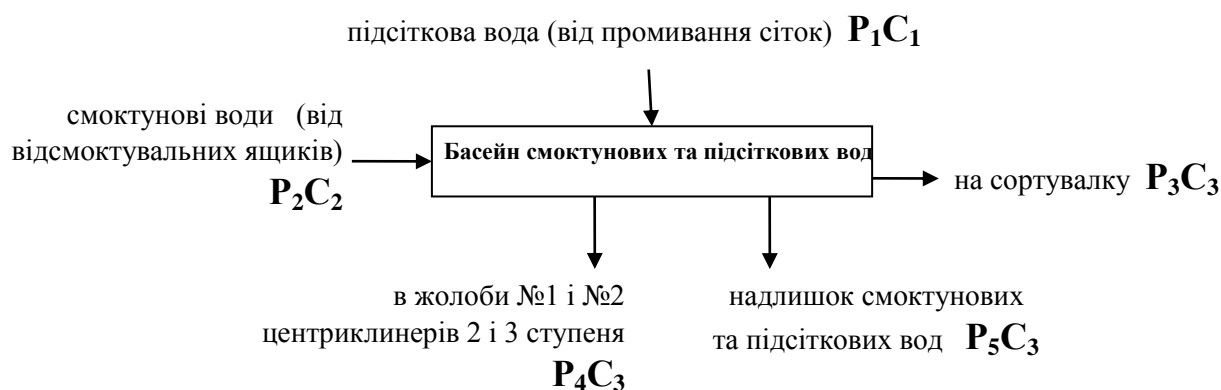 підсіткова вода (від промивання сіток) P₁C₁
смоктунові води (від
відсмоктувальних ящиків)
P₂C₂
Басейн смоктунових та підсіткових вод
на сортувалку P₃C₃
в жолоби №1 і №2
центриклинерів 2 і 3 ступеня
P₄C₃
надлишок смоктунових
та підсіткових вод P₅C₃